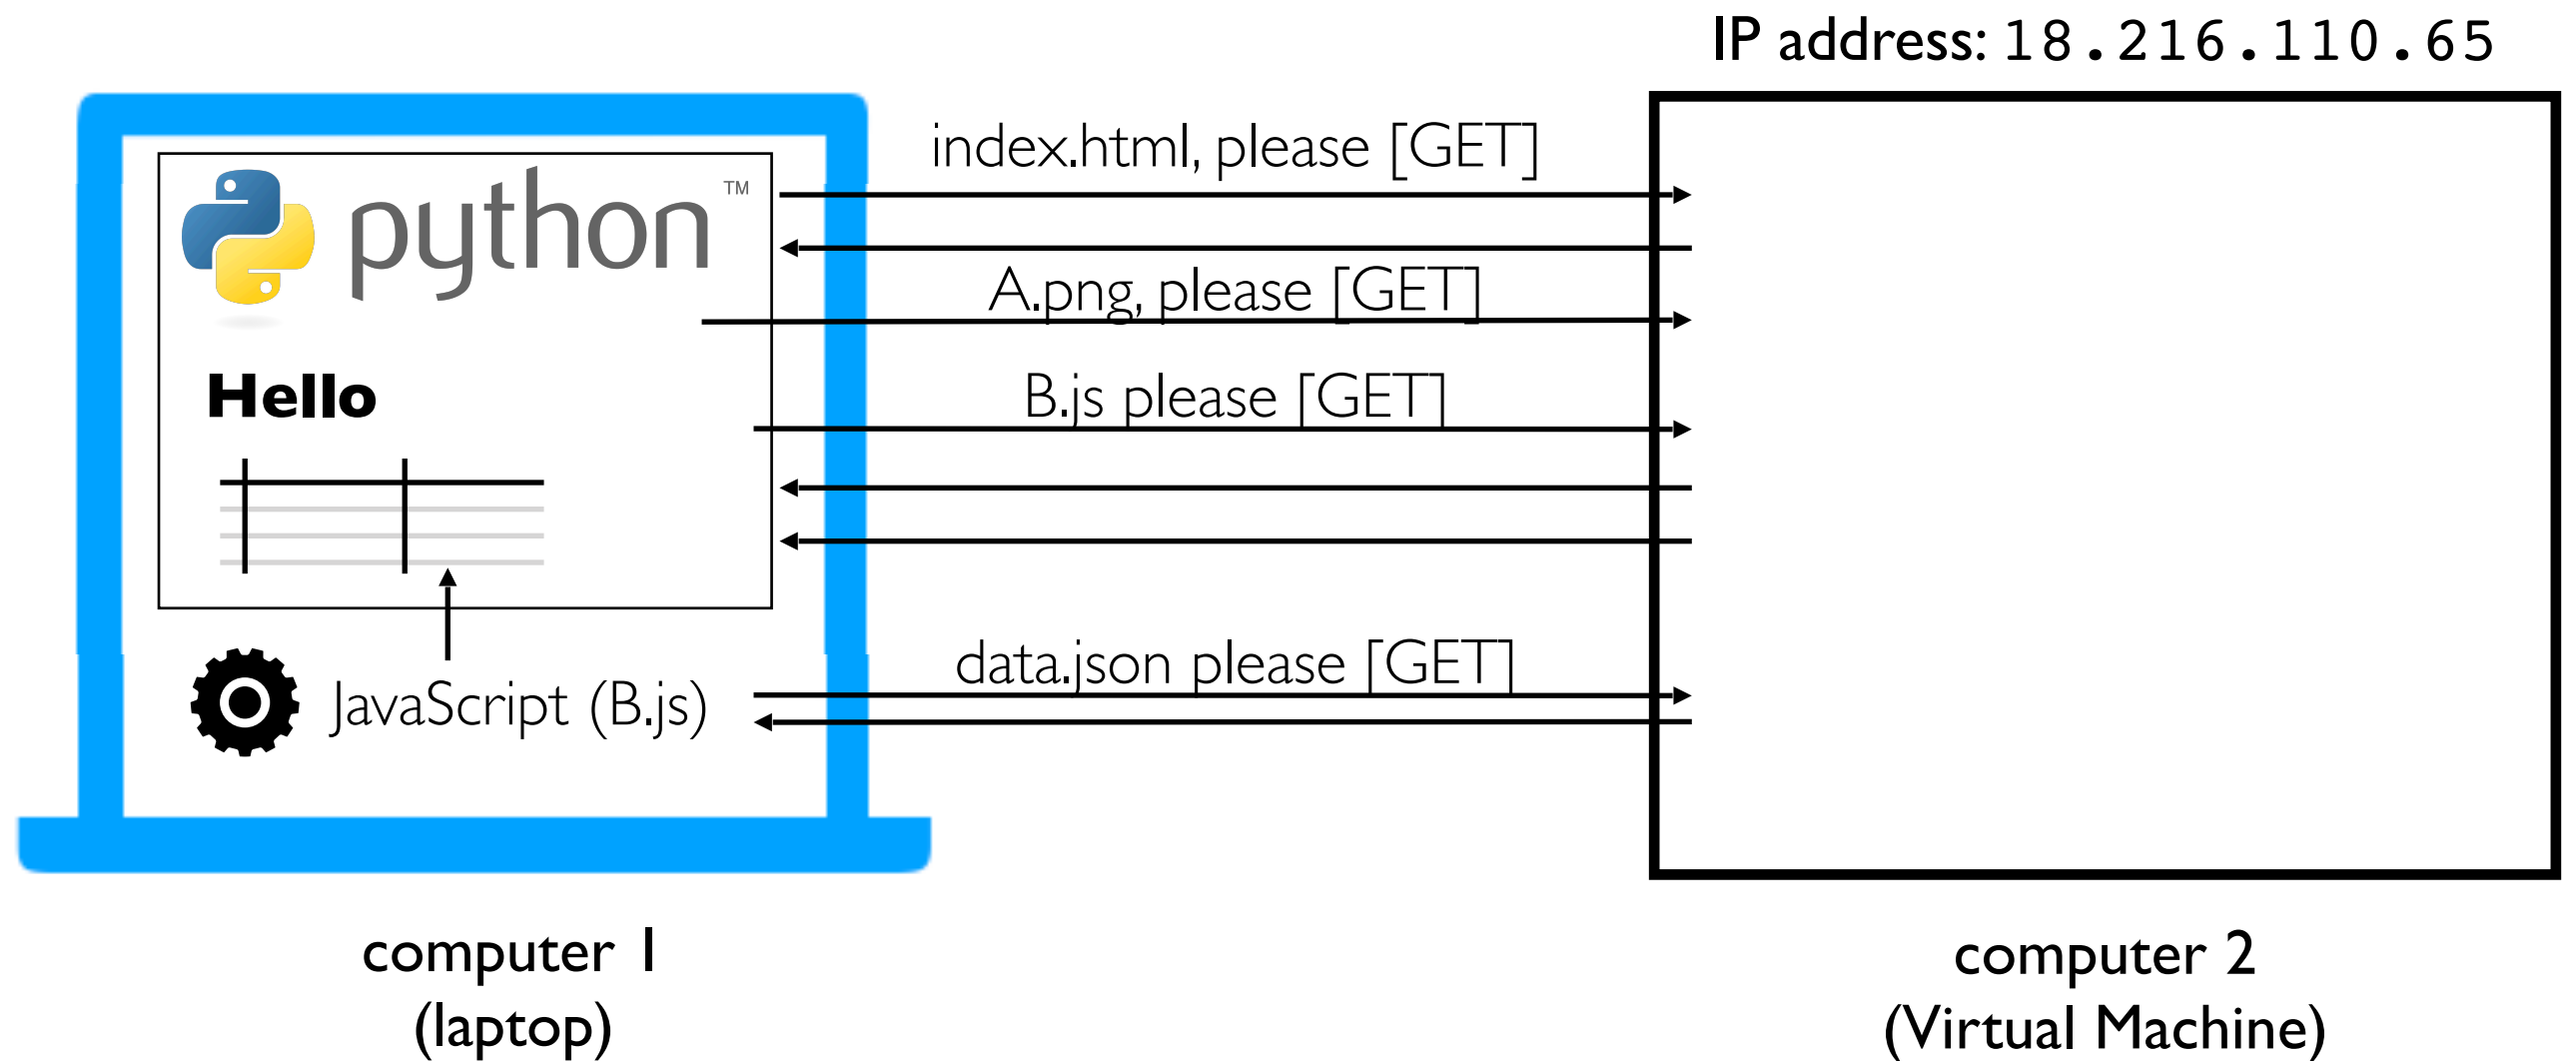 IP address: 18.216.110.65
index.html, please [GET]
python™
A.png, please [GET]
Hello
B.js please [GET]
data.json please [GET]
JavaScript (B.js)
computer 1
(laptop)
computer 2
(Virtual Machine)